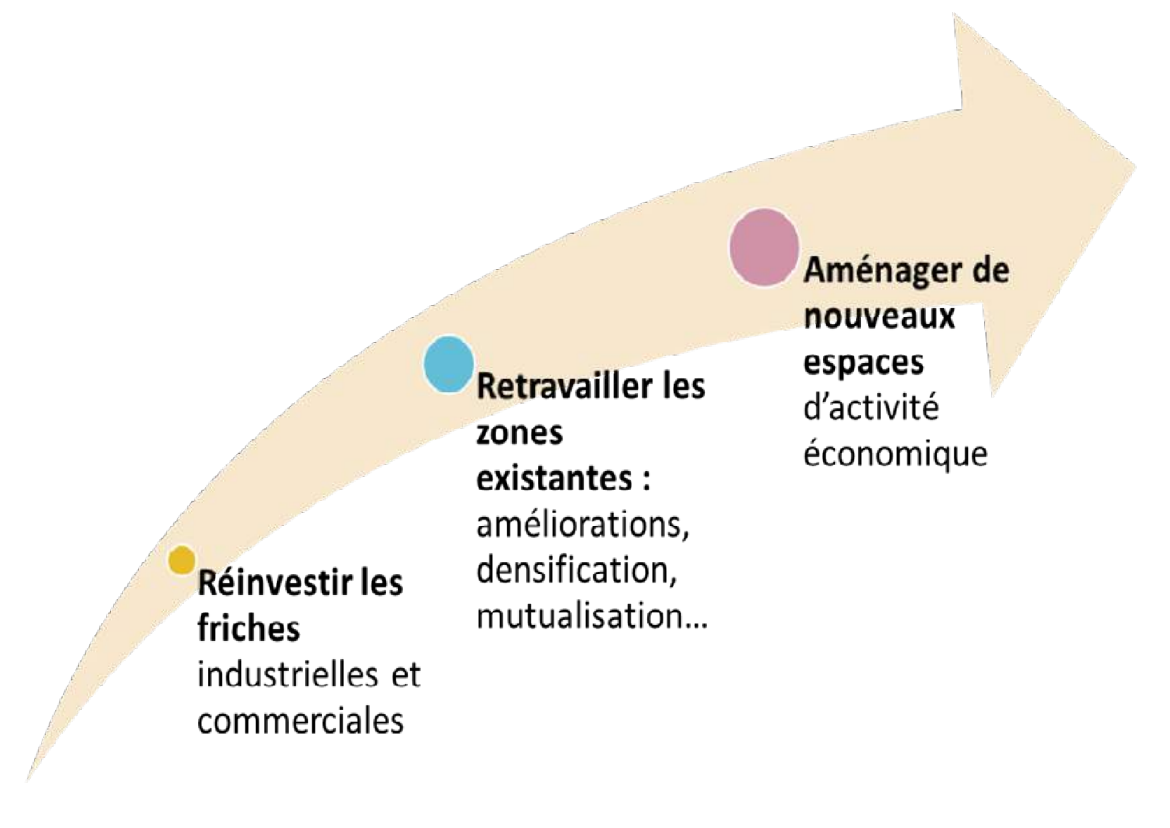 Réinvestir les
friches
industrielles et
commerciales
Retravailler les
zones
existantes :
améliorations,
densification,
mutualisation...
Aménager de
nouveaux
espaces
d’activité
économique